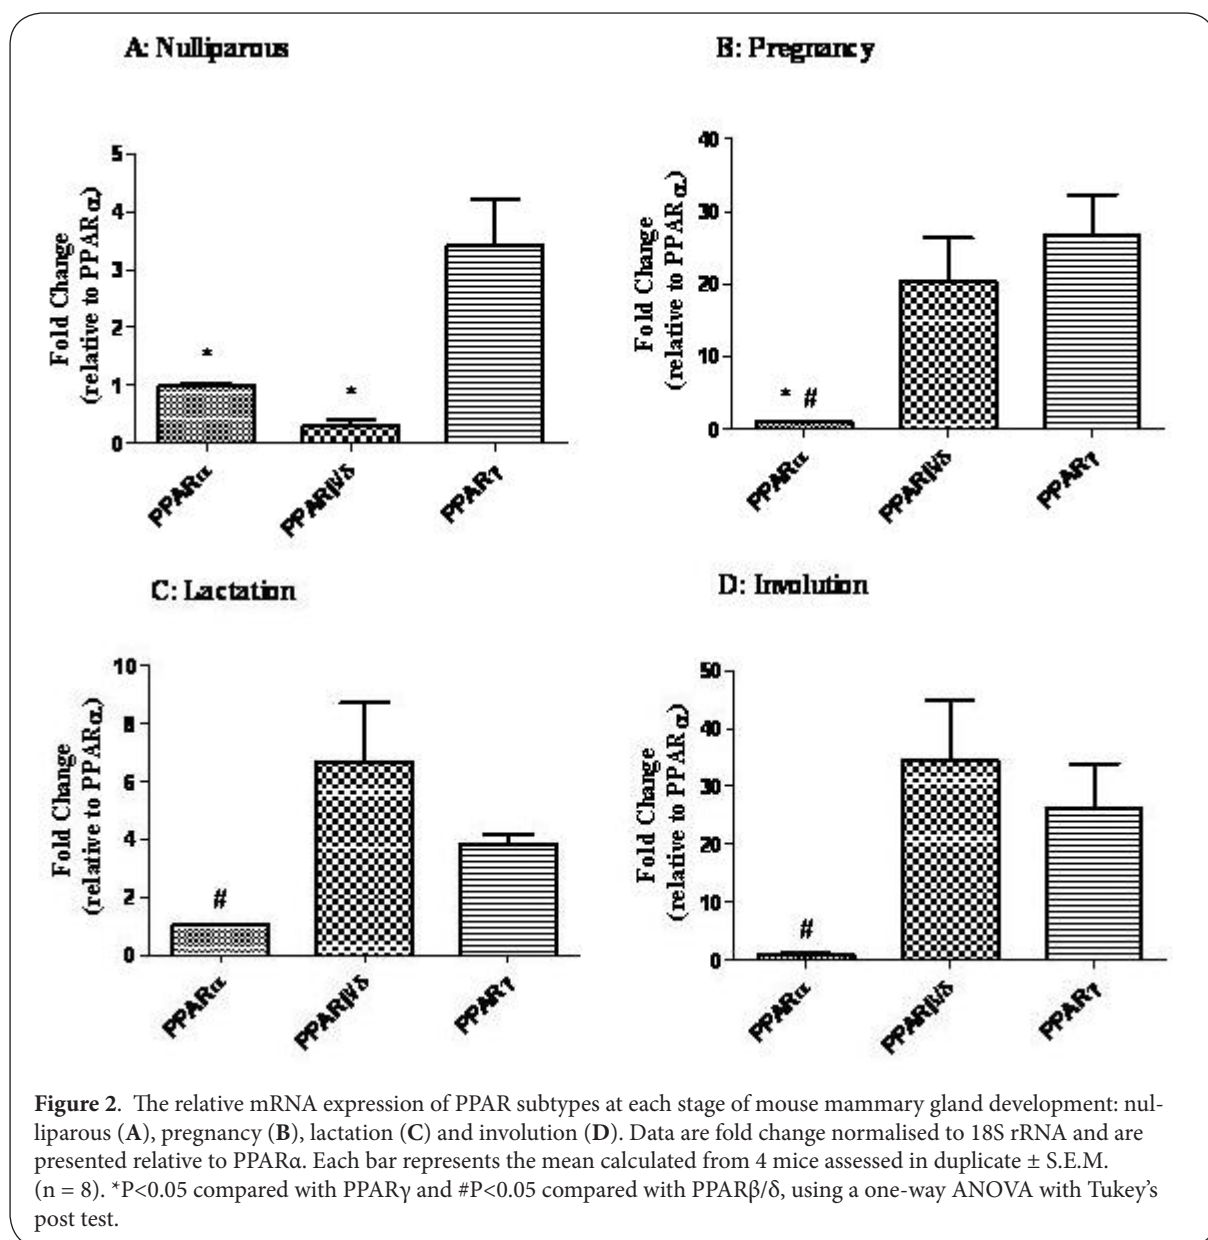 A: Nulliparous
Fold Change
(relative to PPARα)
5
4
3
2
1
0
*
*
PPARα
PPARβ/δ
PPARγ
B: Pregnancy
Fold Change
(relative to PPARα)
40
30
20
10
0
* #
PPARα
PPARβ/δ
PPARγ
C: Lactation
Fold Change
(relative to PPARα)
10
8
6
4
2
0
#
PPARα
PPARβ/δ
PPARγ
D: Involution
Fold Change
(relative to PPARα)
50
40
30
20
10
0
#
PPARα
PPARβ/δ
PPARγ
Figure 2. The relative mRNA expression of PPAR subtypes at each stage of mouse mammary gland development: nul-
liparous (A), pregnancy (B), lactation (C) and involution (D). Data are fold change normalised to 18S rRNA and are
presented relative to PPARα. Each bar represents the mean calculated from 4 mice assessed in duplicate ± S.E.M.
(n = 8). *P<0.05 compared with PPARγ and #P<0.05 compared with PPARβ/δ, using a one-way ANOVA with Tukey's
post test.